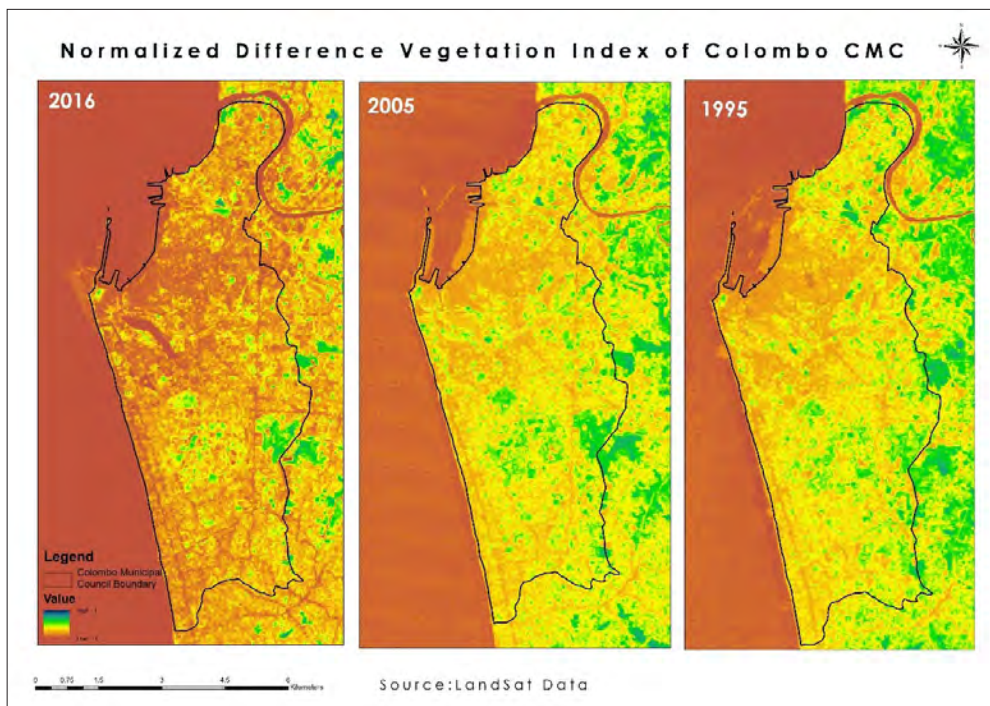 Normalized Difference Vegetation Index of Colombo CMC
2016
2005
1995
Legend
Colombo Municipal
Council Boundary
Value
0 0.75 1.5 3 4.5 6
Kilometers
Source:LandSat Data